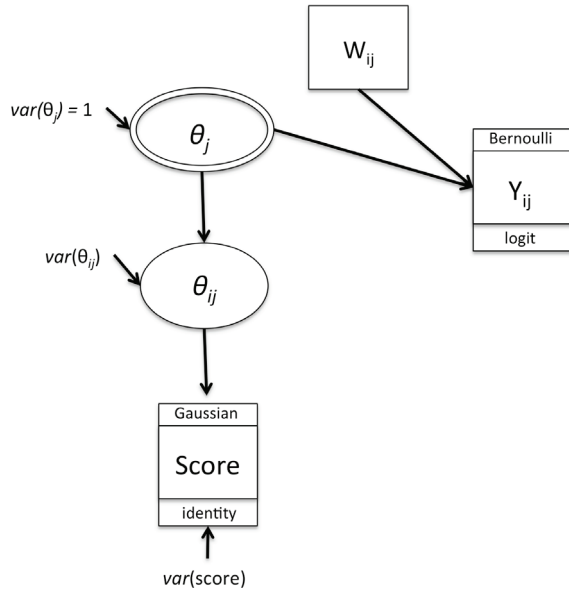 W_ij
var(θ_j) = 1
θ_j
Bernoulli
Y_ij
logit
var(θ_ij)
θ_ij
Gaussian
Score
identity
var(score)